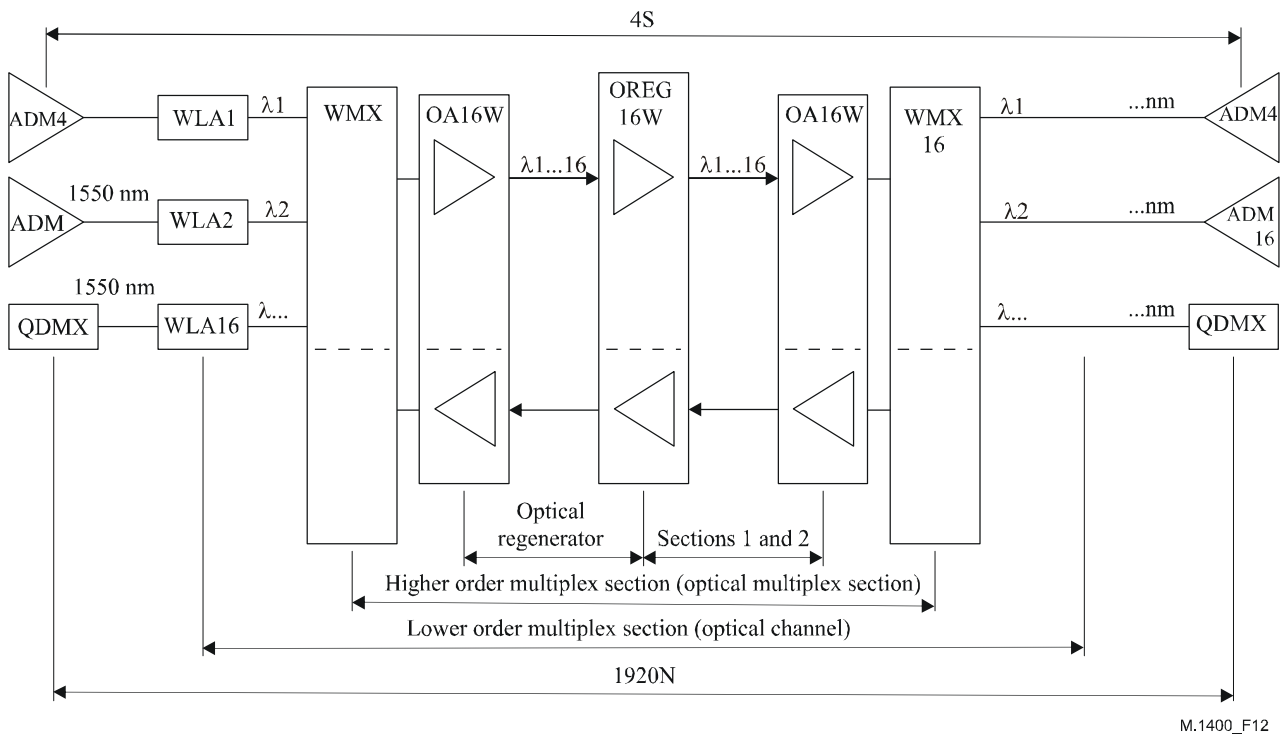 4S
ADM4
WLA1
λ1
WMX
OA16W
OREG
16W
OA16W
WMX
16
λ1
...nm
ADM4
λ1...16
λ1...16
1550 nm
ADM
WLA2
λ2
λ2
...nm
ADM
16
1550 nm
QDMX
WLA16
λ...
λ...
...nm
QDMX
Optical
regenerator
Sections 1 and 2
Higher order multiplex section (optical multiplex section)
Lower order multiplex section (optical channel)
1920N
M.1400_F12